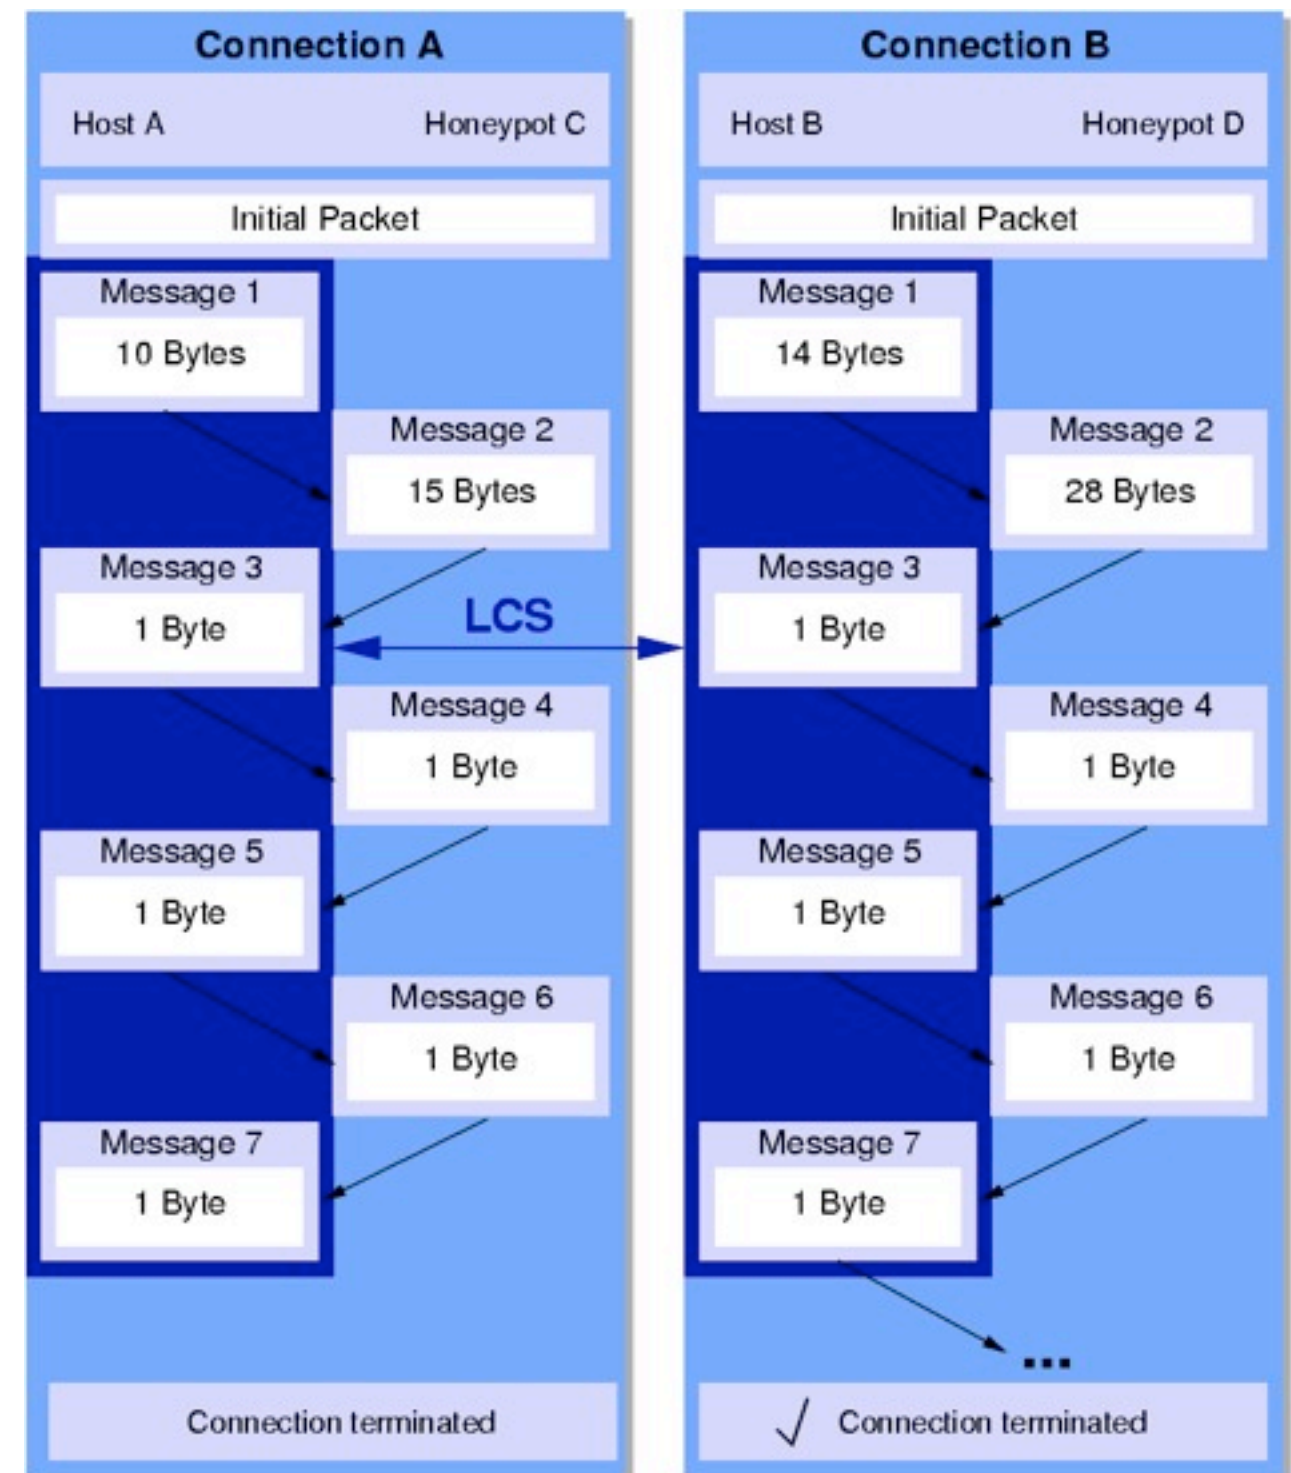 Connection A
Host A Honeypot C
Initial Packet
Message 1
10 Bytes
Message 2
15 Bytes
Message 3
1 Byte
Message 4
1 Byte
Message 5
1 Byte
Message 6
1 Byte
Message 7
1 Byte
Connection terminated
LCS
Connection B
Host B Honeypot D
Initial Packet
Message 1
14 Bytes
Message 2
28 Bytes
Message 3
1 Byte
Message 4
1 Byte
Message 5
1 Byte
Message 6
1 Byte
Message 7
1 Byte
...
√ Connection terminated